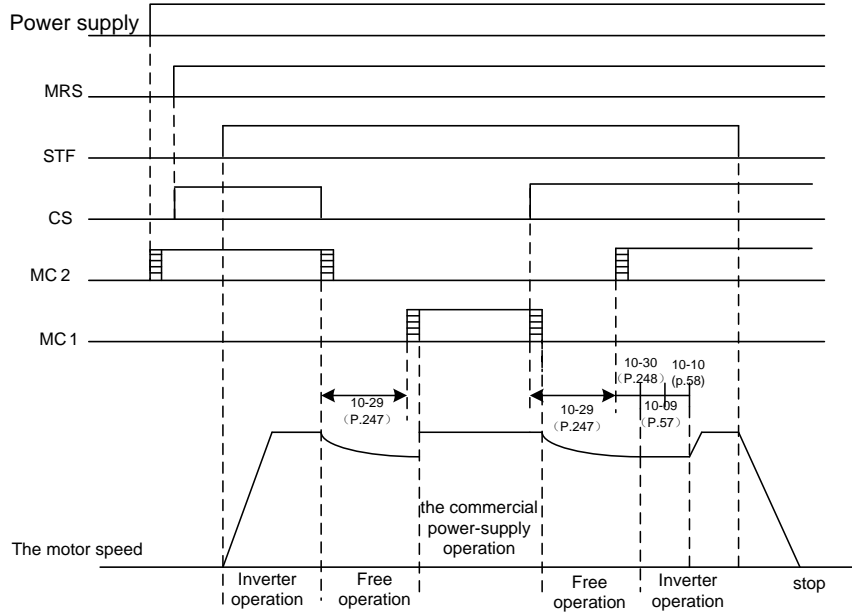 Power supply
MRS
STF
CS
MC 2
MC 1
10-30
（P.248）
10-10
(p.58)
10-29
（P.247）
10-29
（P.247）
10-09
（P.57）
the commercial
power-supply
operation
The motor speed
Inverter
operation
Free
operation
Free
operation
Inverter
operation
stop